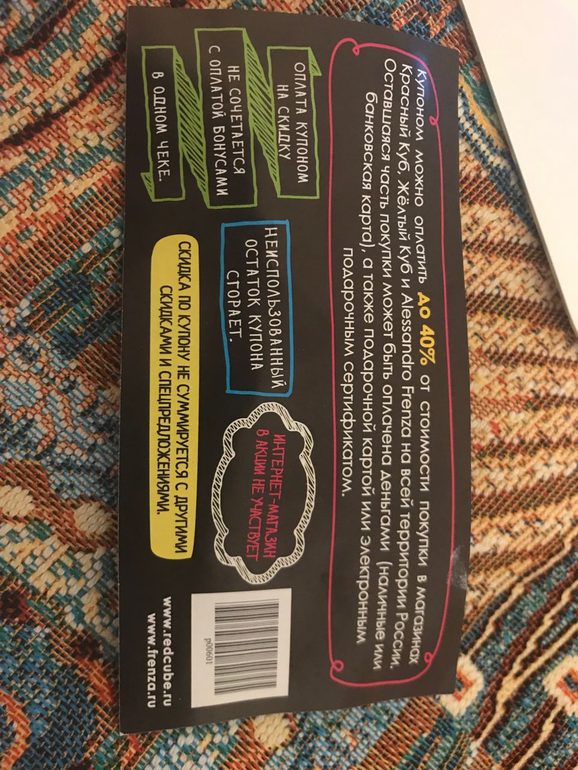 Купоном можно оплатить до 40% от стоимости покупки в магазинах
Красный Куб, Жёлтый Куб и Alessandro Frenza на всей территории России.
Оставшаяся часть покупки может быть оплачена деньгами (наличные или
банковская карта), а также подарочной картой или электронным
подарочным сертификатом.
ОПЛАТА КУПОНОМ
НА СКИДКУ
НЕ СОЧЕТАЕТСЯ
С ОПЛАТОЙ БОНУСАМИ
В ОДНОМ ЧЕКЕ.
НЕИСПОЛЬЗОВАННЫЙ
ОСТАТОК КУПОНА
СГОРАЕТ.
ИНТЕРНЕТ-МАГАЗИН
В АКЦИИ НЕ УЧАСТВУЕТ
СКИДКА ПО КУПОНУ НЕ СУММИРУЕТСЯ С ДРУГИМИ
СКИДКАМИ И СПЕЦПРЕДЛОЖЕНИЯМИ.
p00601
www.redcube.ru
www.frenza.ru